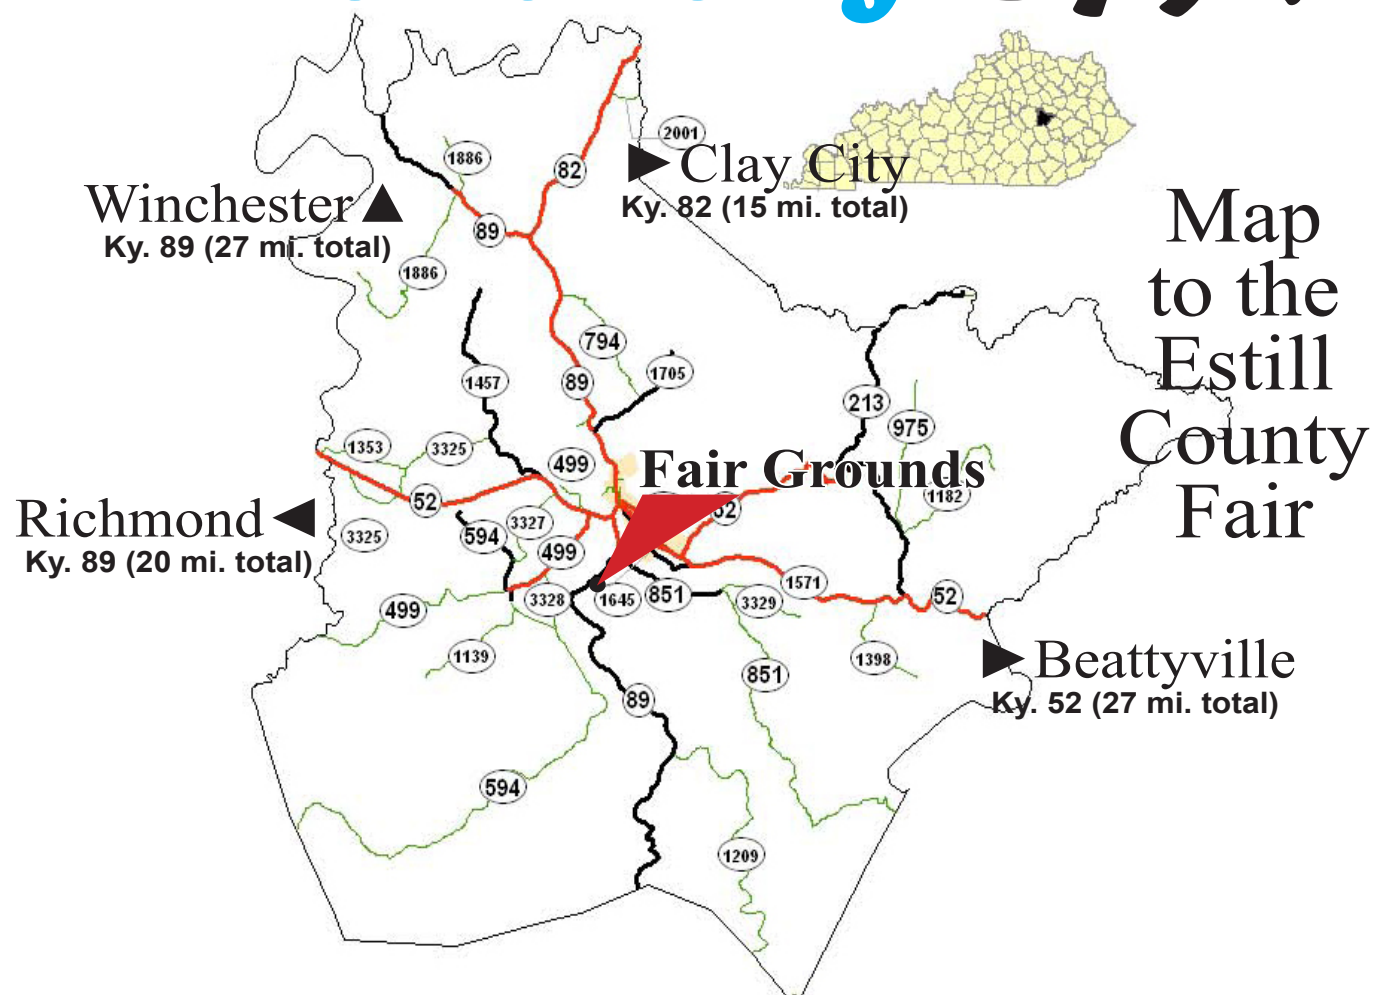 2001
1886
82
Clay City
Ky. 82 (15 mi. total)
Winchester
Ky. 89 (27 mi. total)
89
1886
Map
to the
Estill
County
Fair
794
1705
1457
89
213
975
1353
3325
499
Fair Grounds
1182
52
52
Richmond
Ky. 89 (20 mi. total)
3325
594
3327
499
1571
499
3328
1645
851
3329
52
1139
1398
851
Beattyville
Ky. 52 (27 mi. total)
89
594
1209